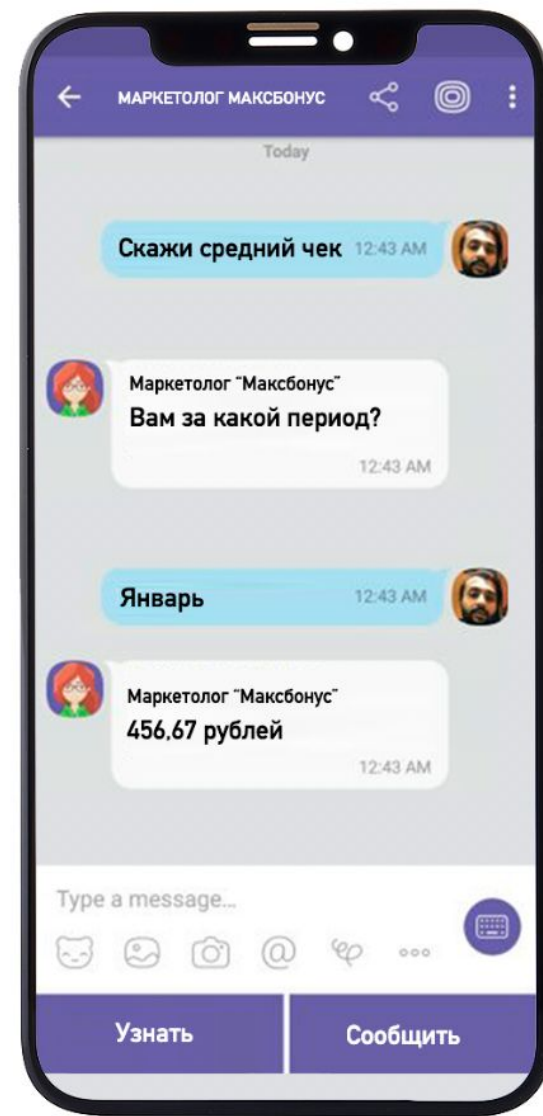 МАРКЕТОЛОГ МАКСБОНУС
Today
Скажи средний чек 12:43 AM
Маркетолог "Максбонус"
Вам за какой период?
12:43 AM
Январь 12:43 AM
Маркетолог "Максбонус"
456,67 рублей
12:43 AM
Type a message...
Узнать Сообщить